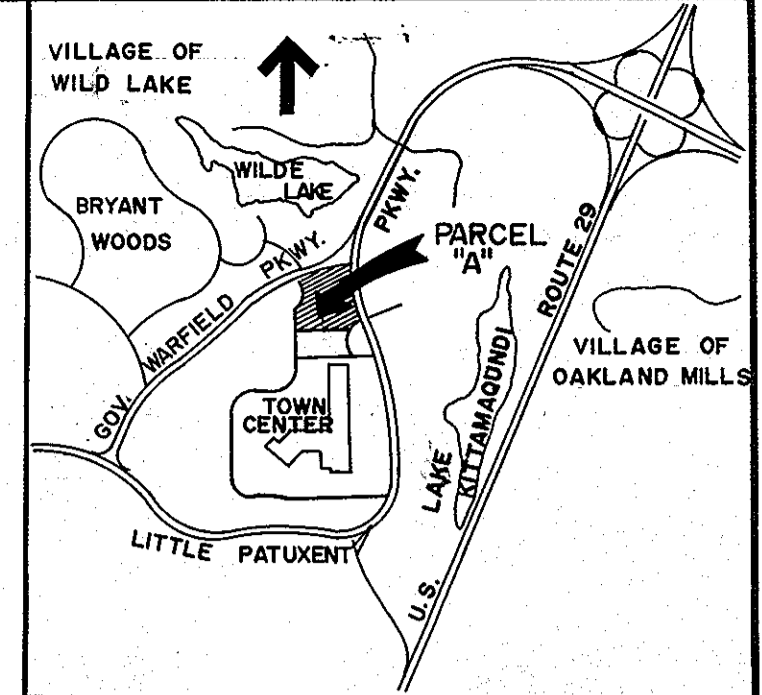 VILLAGE OF
WILD LAKE
WILDE
LAKE
BRYANT
WOODS
PKWY.
PARCEL
"A"
GOV. WARFIELD PKWY.
ROUTE 29
VILLAGE OF
OAKLAND MILLS
TOWN
CENTER
LAKE
KITTAMAQUNDI
LITTLE PATUXENT
U.S.